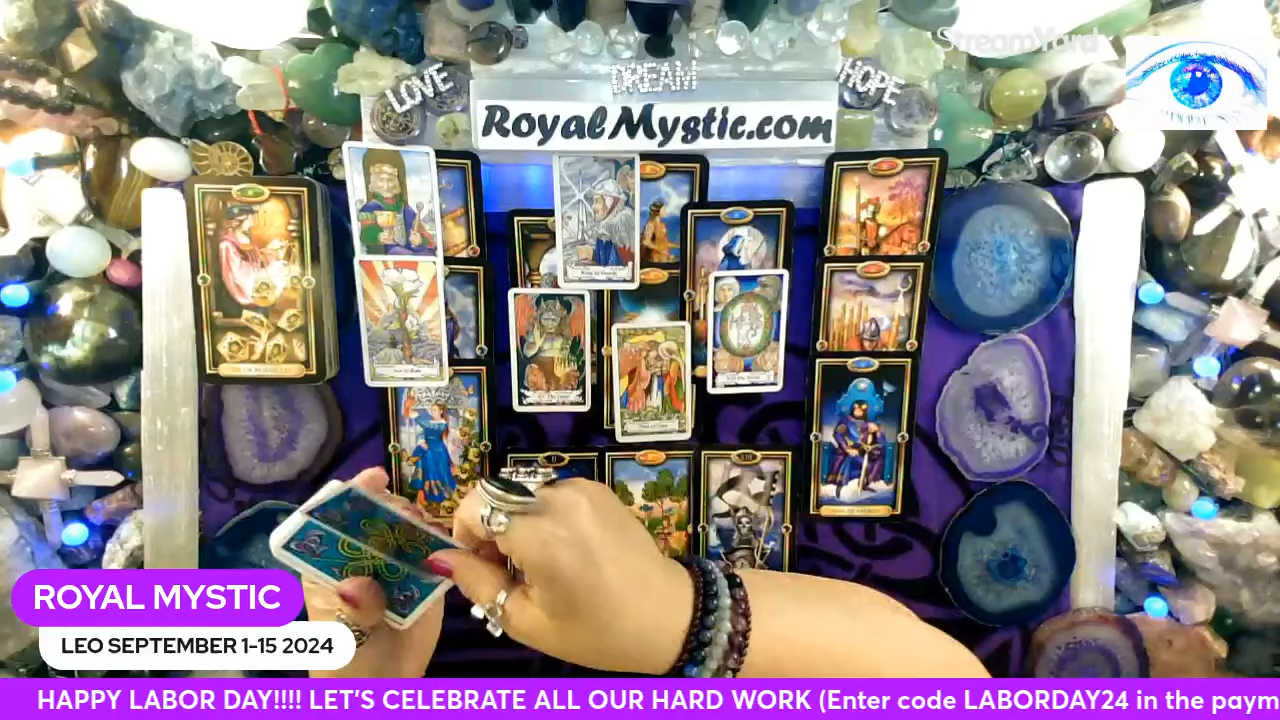 StreamYard
LOVE
DREAM
HOPE
RoyalMystic.com
ROYAL MYSTIC
LEO SEPTEMBER 1-15 2024
HAPPY LABOR DAY!!!! LET'S CELEBRATE ALL OUR HARD WORK (Enter code LABORDAY24 in the paym